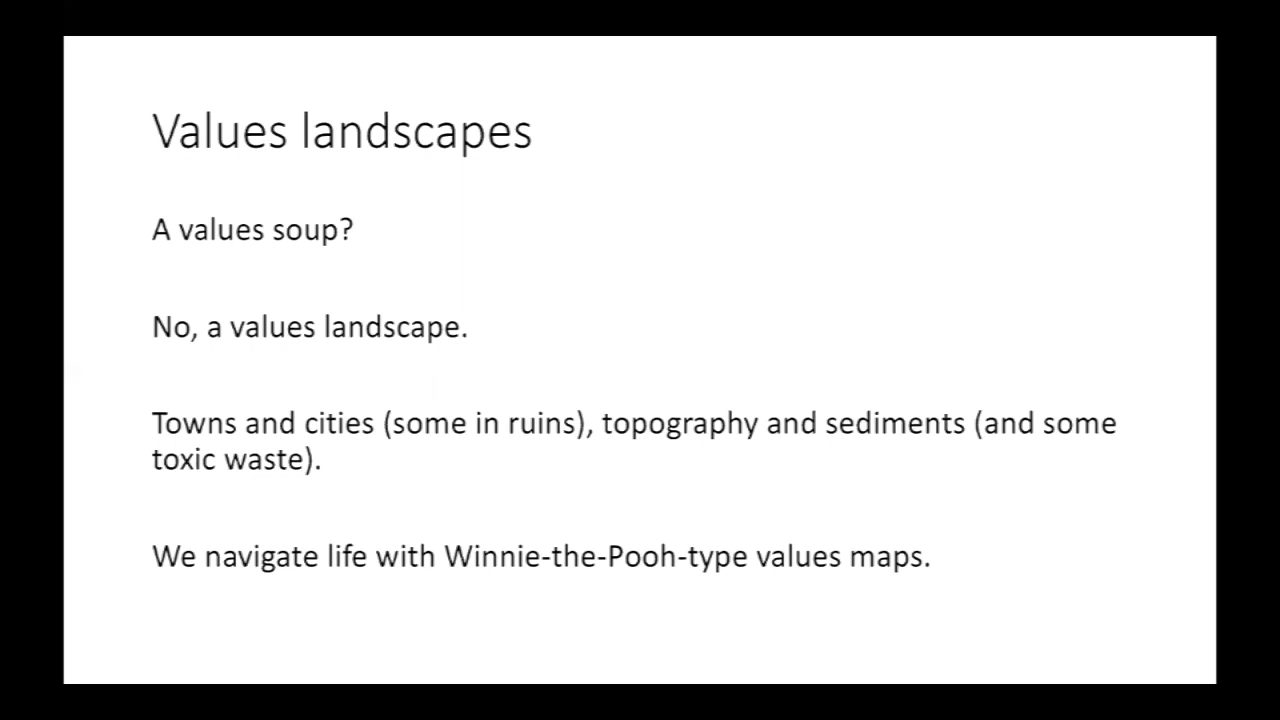 Values landscapes
A values soup?
No, a values landscape.
Towns and cities (some in ruins), topography and sediments (and some
toxic waste).
We navigate life with Winnie-the-Pooh-type values maps.